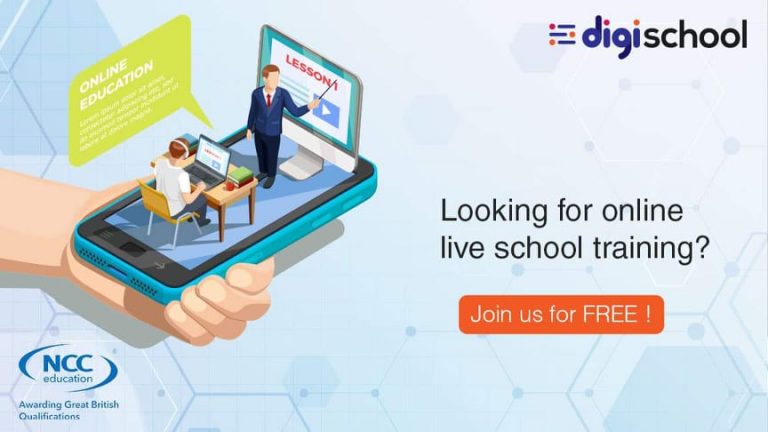 digischool
ONLINE
EDUCATION
Lorem ipsum dolor sit amet,
consectetur adipiscing elit, sed
do eiusmod tempor incididunt ut
labore et dolore magna.
LESSON 1
LESSON 1
Looking for online
live school training?
Join us for FREE !
NCC
education
Awarding Great British
Qualifications